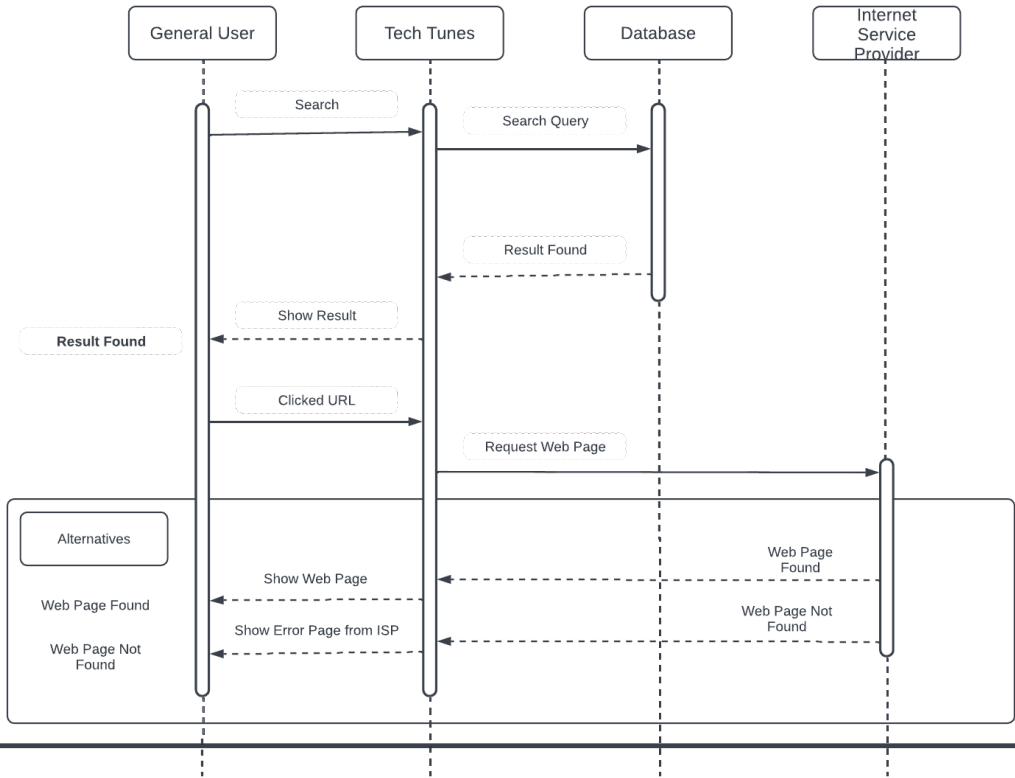 General User
Tech Tunes
Database
Internet
Service
Provider
Search
Search Query
Result Found
Show Result
Result Found
Clicked URL
Request Web Page
Alternatives
Web Page
Found
Show Web Page
Web Page Found
Web Page Not
Found
Show Error Page from ISP
Web Page Not
Found